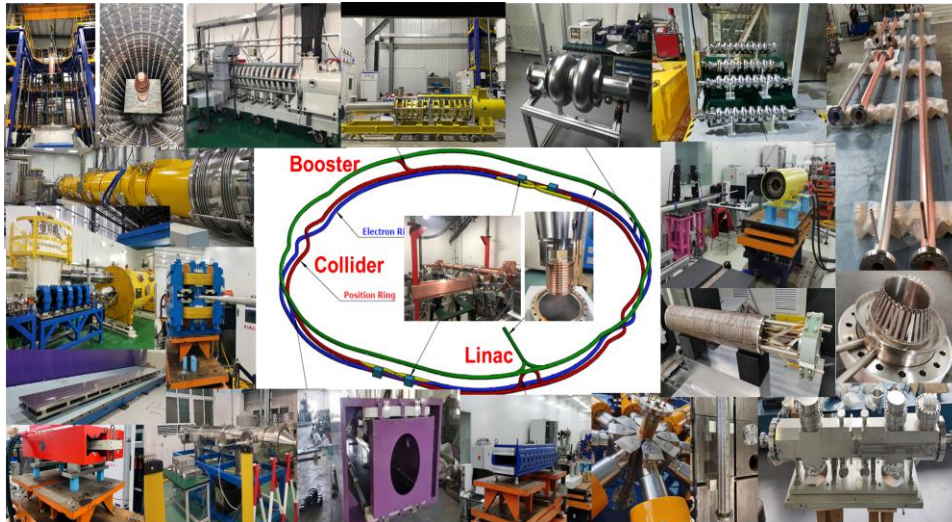 Booster
Electron Ri
Collider
Position Ring
Linac